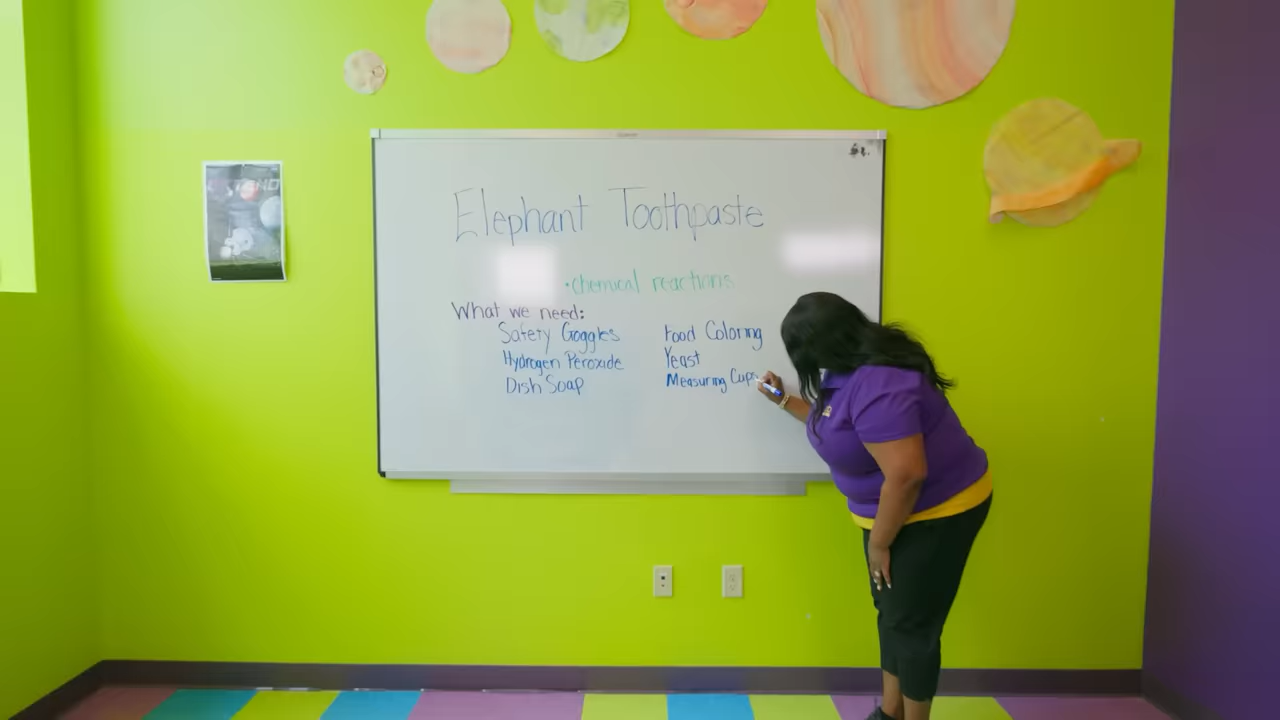 Elephant Toothpaste
•chemical reactions
What we need:
Safety Goggles
Hydrogen Peroxide
Dish Soap
Food Coloring
Yeast
Measuring Cups